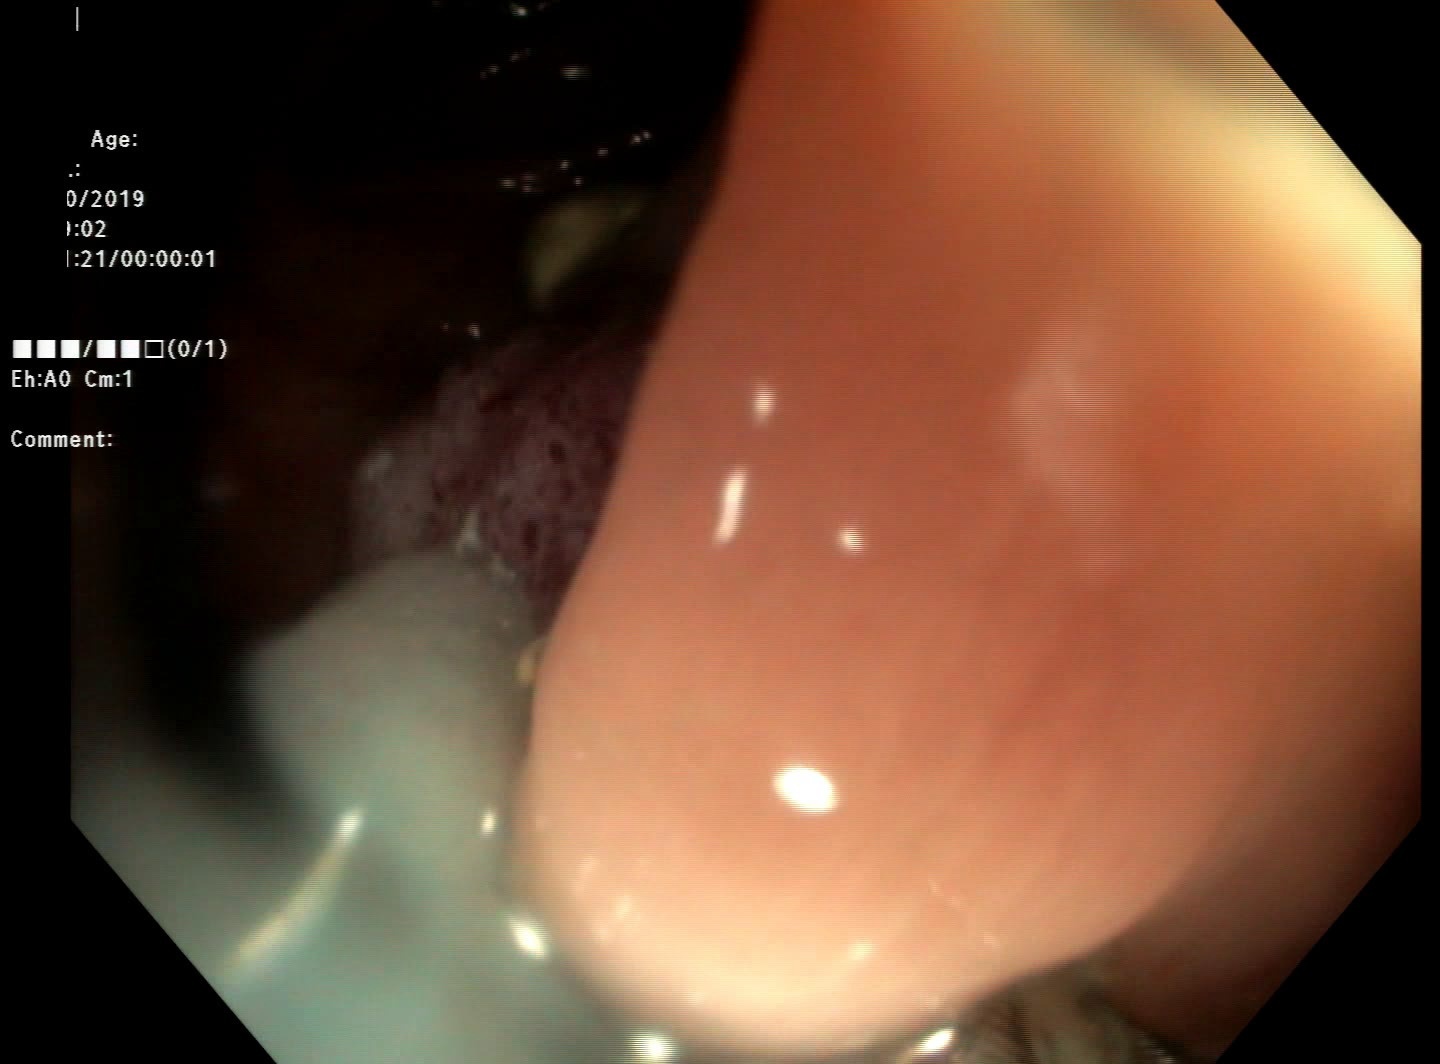 Age:
.:
0/2019
:02
:21/00:00:01
■■■/■■□(0/1)
Eh:A0 Cm:1
Comment: